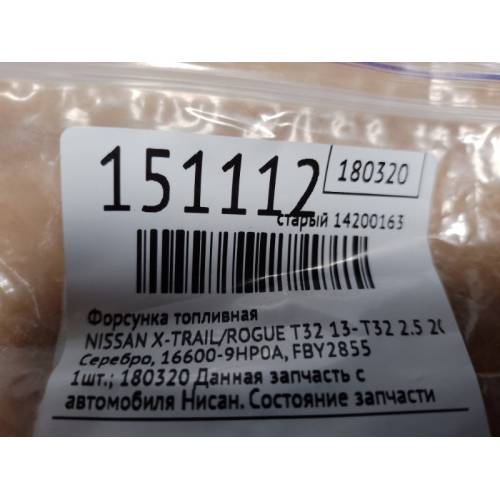 151112
180320
старый 14200163
Форсунка топливная
NISSAN X-TRAIL/ROGUE T32 13- T32 2.5 2(
Серебро, 16600-9HP0A, FBY2855
1шт.; 180320 Данная запчасть с
автомобиля Нисан. Состояние запчасти